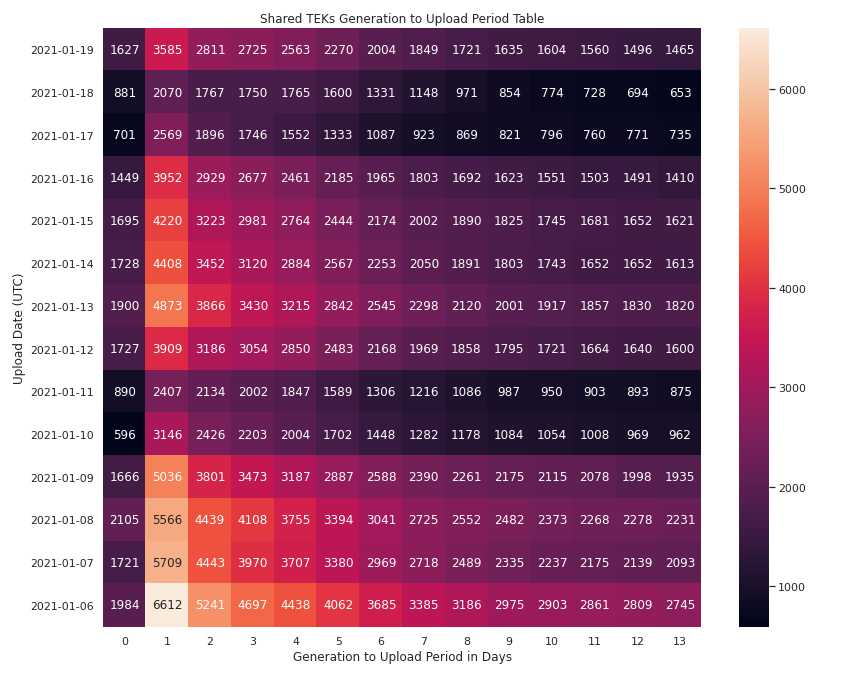 Shared TEKs Generation to Upload Period Table
Upload Date (UTC)
2021-01-19 1627 3585 2811 2725 2563 2270 2004 1849 1721 1635 1604 1560 1496 1465
2021-01-18 881 2070 1767 1750 1765 1600 1331 1148 971 854 774 728 694 653
2021-01-17 701 2569 1896 1746 1552 1333 1087 923 869 821 796 760 771 735
2021-01-16 1449 3952 2929 2677 2461 2185 1965 1803 1692 1623 1551 1503 1491 1410
2021-01-15 1695 4220 3223 2981 2764 2444 2174 2002 1890 1825 1745 1681 1652 1621
2021-01-14 1728 4408 3452 3120 2884 2567 2253 2050 1891 1803 1743 1652 1652 1613
2021-01-13 1900 4873 3866 3430 3215 2842 2545 2298 2120 2001 1917 1857 1830 1820
2021-01-12 1727 3909 3186 3054 2850 2483 2168 1969 1858 1795 1721 1664 1640 1600
2021-01-11 890 2407 2134 2002 1847 1589 1306 1216 1086 987 950 903 893 875
2021-01-10 596 3146 2426 2203 2004 1702 1448 1282 1178 1084 1054 1008 969 962
2021-01-09 1666 5036 3801 3473 3187 2887 2588 2390 2261 2175 2115 2078 1998 1935
2021-01-08 2105 5566 4439 4108 3755 3394 3041 2725 2552 2482 2373 2268 2278 2231
2021-01-07 1721 5709 4443 3970 3707 3380 2969 2718 2489 2335 2237 2175 2139 2093
2021-01-06 1984 6612 5241 4697 4438 4062 3685 3385 3186 2975 2903 2861 2809 2745
0 1 2 3 4 5 6 7 8 9 10 11 12 13
Generation to Upload Period in Days
6000
5000
4000
3000
2000
1000